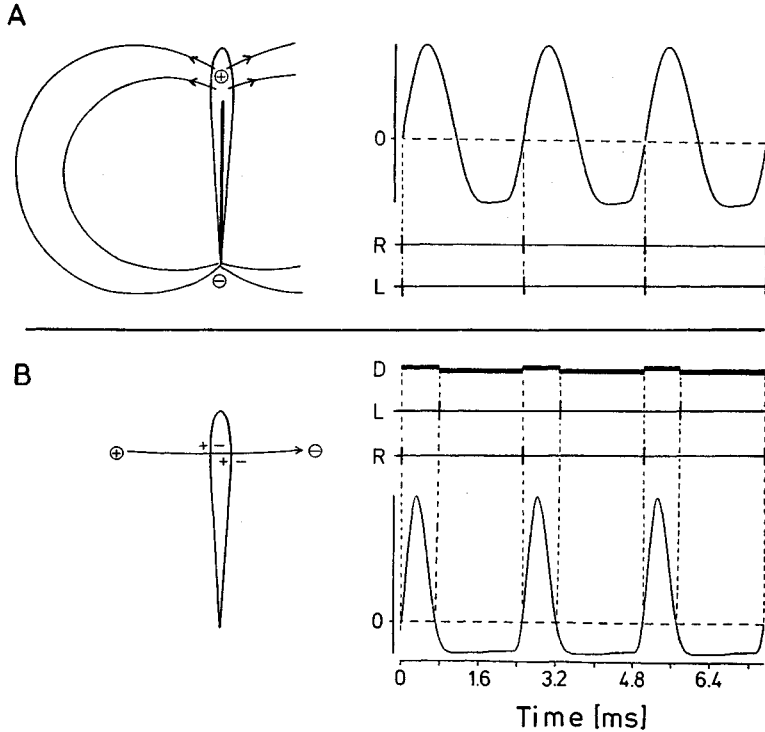 A
⊕
⊖
0
R
L
B
⊕ + − ⊖
+ −
D
L
R
0
0 1.6 3.2 4.8 6.4
Time [ms]